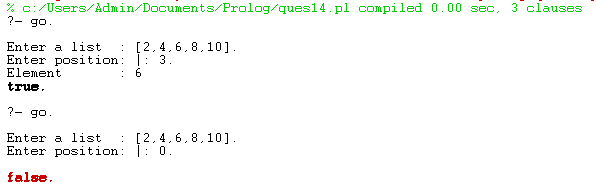 % c:/Users/Admin/Documents/Prolog/ques14.pl compiled 0.00 sec, 3 clauses
?- go.
Enter a list  : [2,4,6,8,10].
Enter position: |: 3.
Element       : 6
true.
?- go.
Enter a list  : [2,4,6,8,10].
Enter position: |: 0.
false.